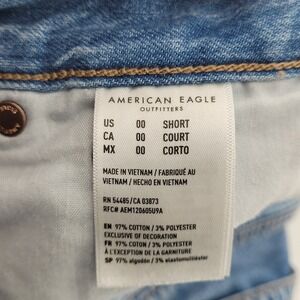 AMERICAN EAGLE
OUTFITTERS
US 00 SHORT
CA 00 COURT
MX 00 CORTO
MADE IN VIETNAM / FABRIQUÉ AU
VIETNAM / HECHO EN VIETNAM
RN 54485/CA 03873
RFC# AEM120605U9A
EN 97% COTTON / 3% POLYESTER
EXCLUSIVE OF DECORATION
FR 97% COTON / 3% POLYESTER
EXCEPTION DE LA GARNITURE
SP 97% algodón / 3% elastomultiéster